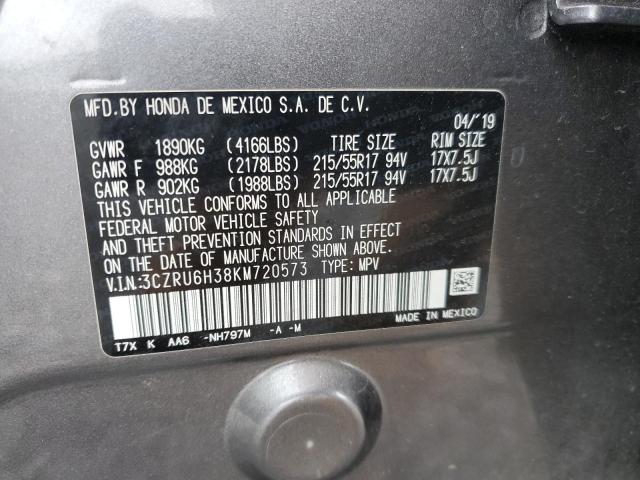 MFD.BY HONDA DE MEXICO S.A. DE C.V.
04/'19
GVWR 1890KG (4166LBS) TIRE SIZE RIM SIZE
GAWR F 988KG (2178LBS) 215/55R17 94V 17X7.5J
GAWR R 902KG (1988LBS) 215/55R17 94V 17X7.5J
THIS VEHICLE CONFORMS TO ALL APPLICABLE
FEDERAL MOTOR VEHICLE SAFETY
AND THEFT PREVENTION STANDARDS IN EFFECT
ON THE DATE OF MANUFACTURE SHOWN ABOVE.
V.I.N.:3CZRU6H38KM720573 TYPE: MPV
T7X K AA6 -NH797M -A -M
MADE IN MEXICO